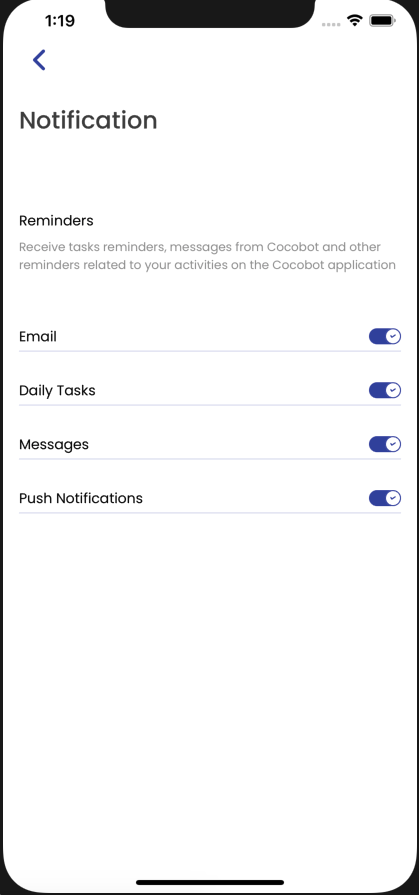 1:19
Notification
Reminders
Receive tasks reminders, messages from Cocobot and other
reminders related to your activities on the Cocobot application
Email
Daily Tasks
Messages
Push Notifications